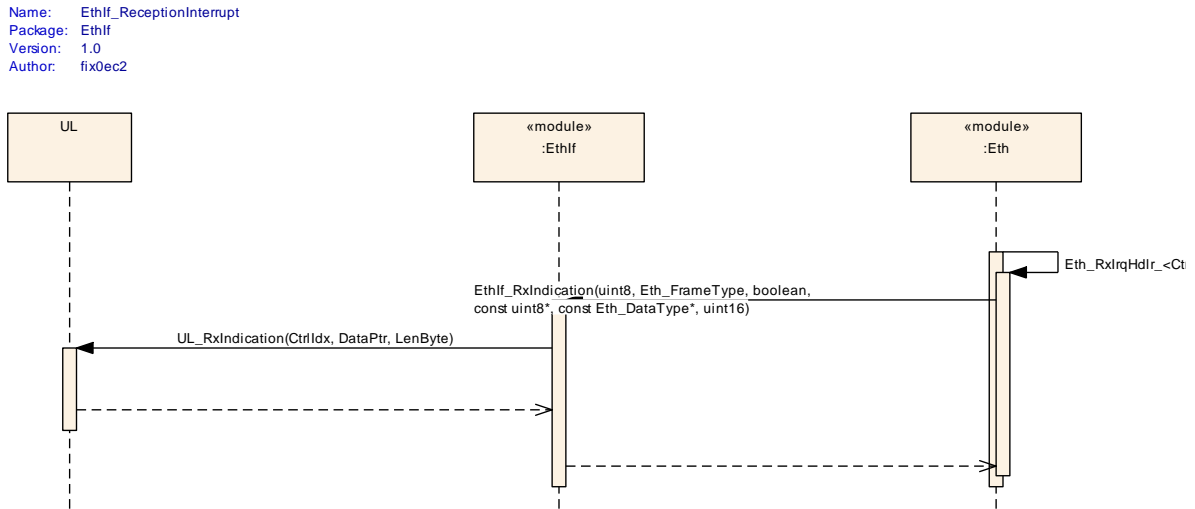 Name: EthIf_ReceptionInterrupt
Package: EthIf
Version: 1.0
Author: fix0ec2
UL
«module»
:EthIf
«module»
:Eth
Eth_RxIrqHdlr_<Ct
EthIf_RxIndication(uint8, Eth_FrameType, boolean,
const uint8*, const Eth_DataType*, uint16)
UL_RxIndication(CtrlIdx, DataPtr, LenByte)